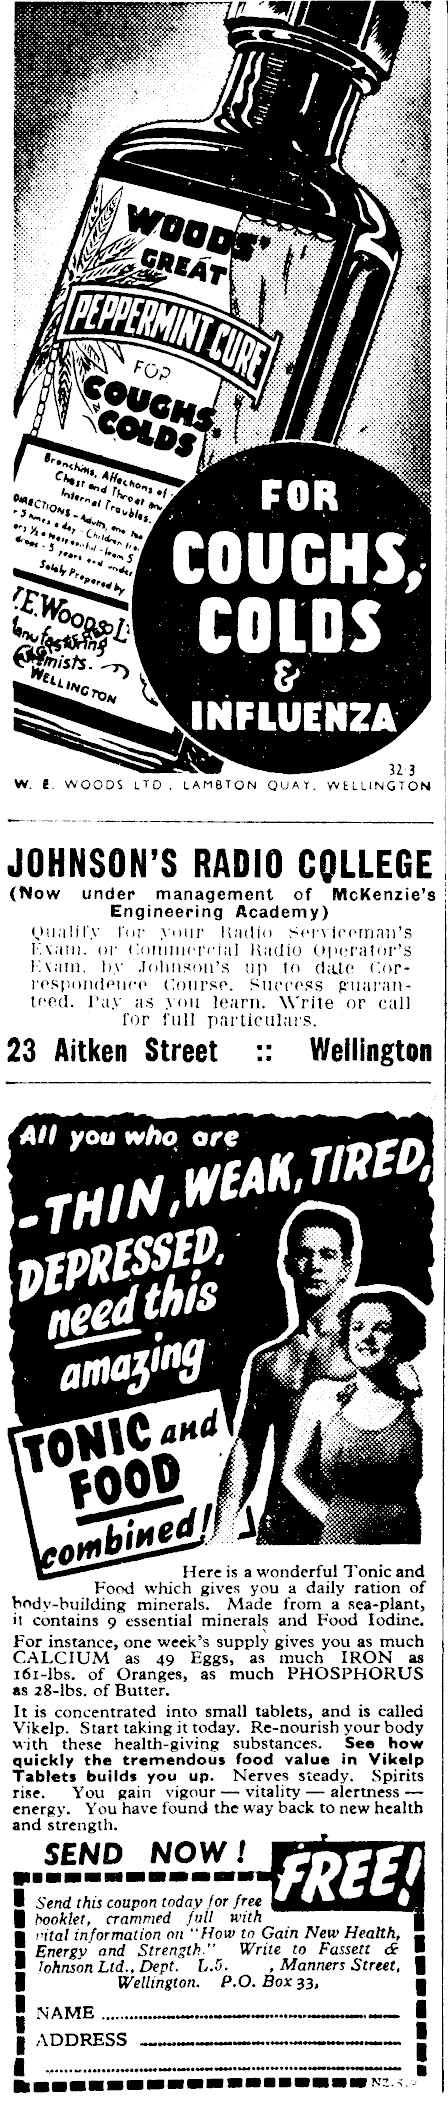 WOODS'
GREAT
PEPPERMINT CURE
FOR
COUGHS,
COLDS
Bronchitis, Affections of
Chest and Throat and
Internal Troubles.
DIRECTIONS - Adults, one
5 times a day - Children
5 years and under
Solely Prepared by
W.E. WOODS L
Manufacturing
Chemists.
WELLINGTON
FOR
COUGHS,
COLDS
&
INFLUENZA
32-3
W. E. WOODS LTD., LAMBTON QUAY, WELLINGTON
JOHNSON'S RADIO COLLEGE
(Now under management of McKenzie's
Engineering Academy)
Qualify for your Radio Serviceman's
Exam. or Commercial Radio Operator's
Exam. by Johnson's up to date Cor-
respondence Course. Success guaran-
teed. Pay as you learn. Write or call
for full particulars.
23 Aitken Street :: Wellington
All you who are
-THIN, WEAK, TIRED,
DEPRESSED,
need this
amazing
TONIC and
FOOD
combined!
Here is a wonderful Tonic and
Food which gives you a daily ration of
body-building minerals. Made from a sea-plant,
it contains 9 essential minerals and Food Iodine.
For instance, one week's supply gives you as much
CALCIUM as 49 Eggs, as much IRON as
161-lbs. of Oranges, as much PHOSPHORUS
as 28-lbs. of Butter.
It is concentrated into small tablets, and is called
Vikelp. Start taking it today. Re-nourish your body
with these health-giving substances. See how
quickly the tremendous food value in Vikelp
Tablets builds you up. Nerves steady. Spirits
rise. You gain vigour — vitality — alertness —
energy. You have found the way back to new health
and strength.
SEND NOW! FREE!
Send this coupon today for free
booklet, crammed full with
vital information on "How to Gain New Health,
Energy and Strength." Write to Fassett &
Johnson Ltd., Dept. L.5. , Manners Street,
Wellington. P.O. Box 33,
NAME
ADDRESS